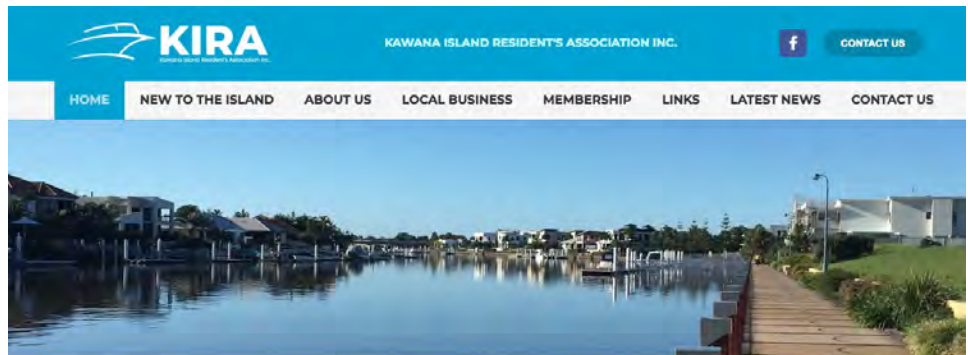 KIRA
Kawana Island Resident's Association Inc.
KAWANA ISLAND RESIDENT'S ASSOCIATION INC.
f
CONTACT US
HOME NEW TO THE ISLAND ABOUT US LOCAL BUSINESS MEMBERSHIP LINKS LATEST NEWS CONTACT US